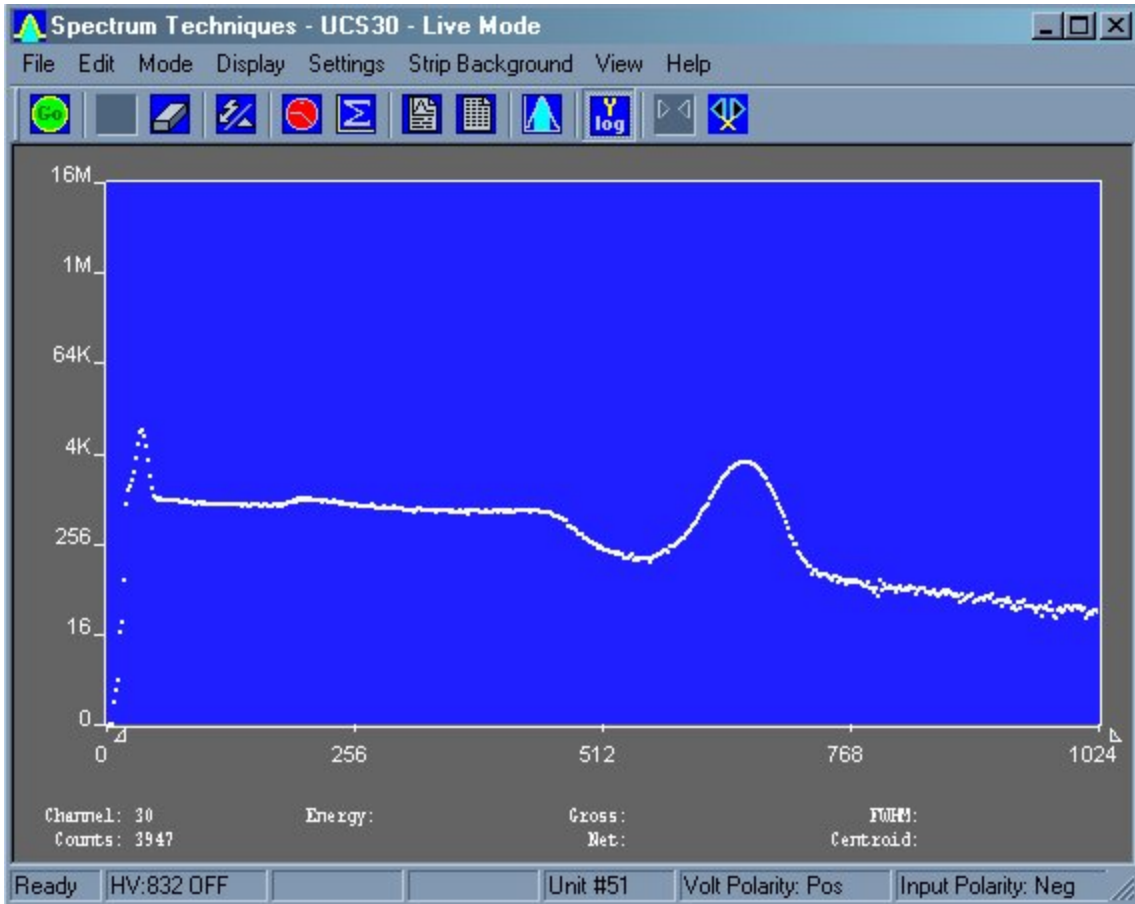 Spectrum Techniques - UCS30 - Live Mode
File Edit Mode Display Settings Strip Background View Help
Go Y log
16M
1M
64K
4K
256
16
0
0 256 512 768 1024
Channel: 30 Energy: Gross: FWHM:
Counts: 3947 Net: Centroid:
Ready HV:832 OFF Unit #51 Volt Polarity: Pos Input Polarity: Neg